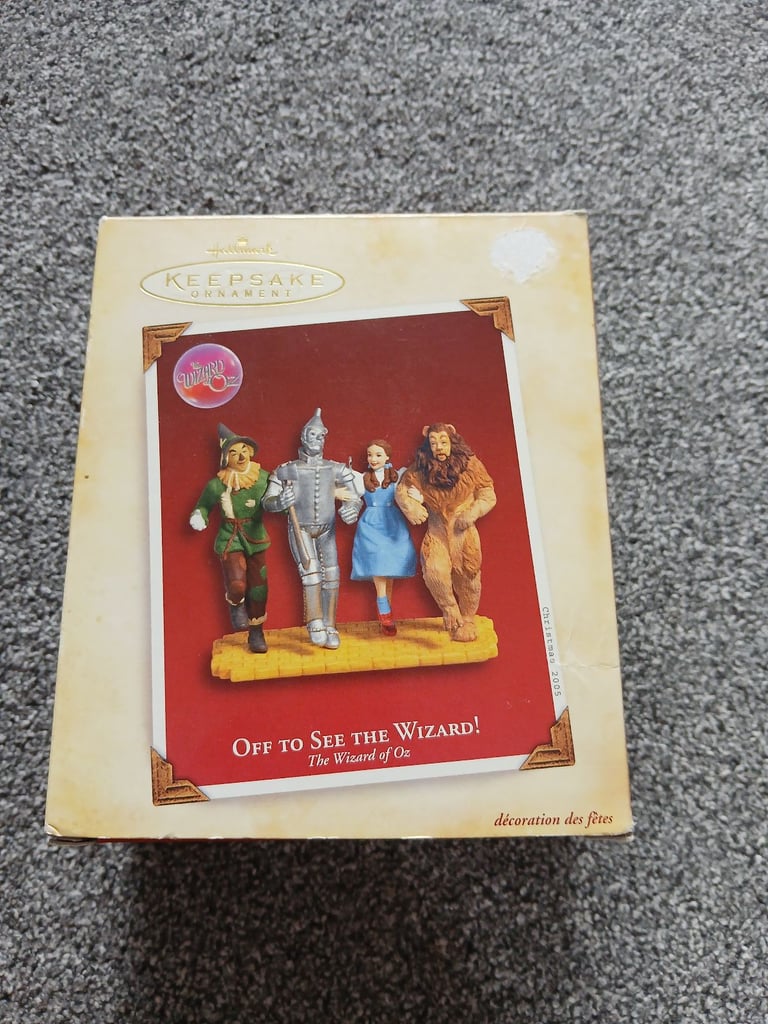 Hallmark
KEEPSAKE
ORNAMENT
THE
WIZARD
OF OZ
Christmas 2005
OFF TO SEE THE WIZARD!
The Wizard of Oz
décoration des fêtes